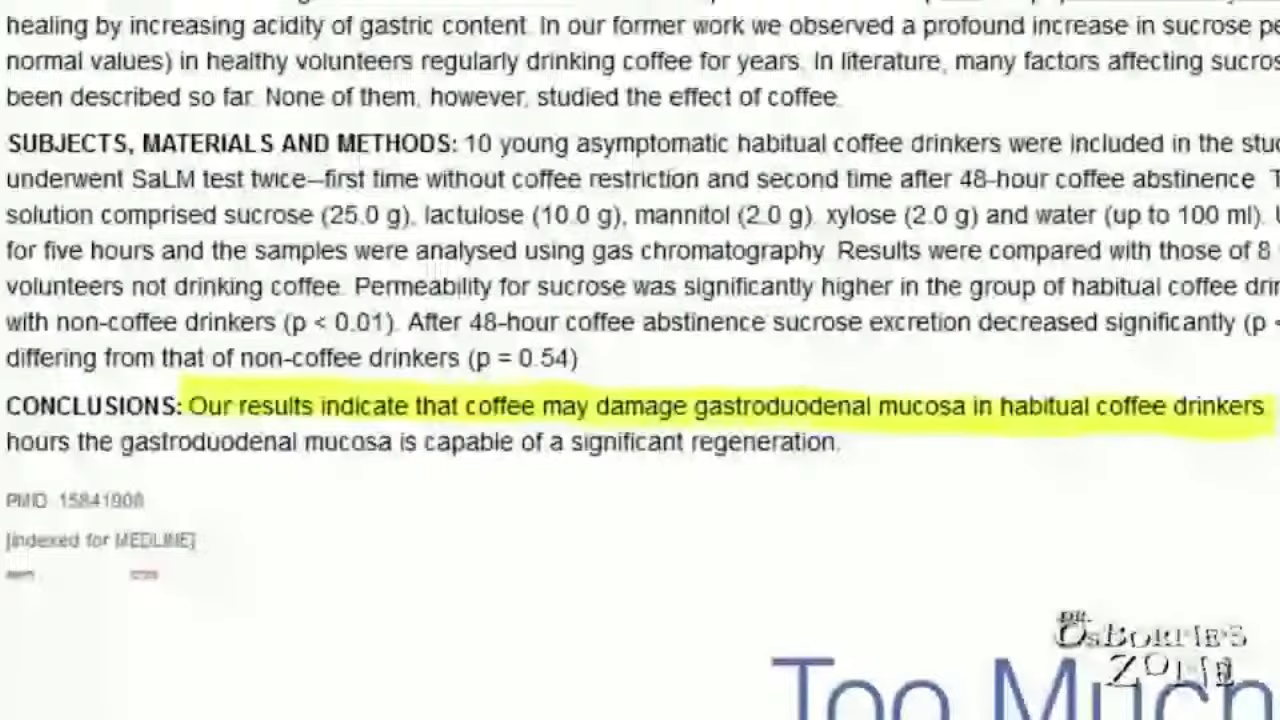 healing by increasing acidity of gastric content. In our former work we observed a profound increase in sucrose pe
normal values) in healthy volunteers regularly drinking coffee for years. In literature, many factors affecting sucros
been described so far. None of them, however, studied the effect of coffee.
SUBJECTS, MATERIALS AND METHODS: 10 young asymptomatic habitual coffee drinkers were included in the stu
underwent SaLM test twice--first time without coffee restriction and second time after 48-hour coffee abstinence. T
solution comprised sucrose (25.0 g), lactulose (10.0 g), mannitol (2.0 g), xylose (2.0 g) and water (up to 100 ml).
for five hours and the samples were analysed using gas chromatography. Results were compared with those of 8
volunteers not drinking coffee. Permeability for sucrose was significantly higher in the group of habitual coffee drin
with non-coffee drinkers (p < 0.01). After 48-hour coffee abstinence sucrose excretion decreased significantly (p <
differing from that of non-coffee drinkers (p = 0.54)
CONCLUSIONS: Our results indicate that coffee may damage gastroduodenal mucosa in habitual coffee drinkers.
hours the gastroduodenal mucosa is capable of a significant regeneration.
PMID: 15841906
[Indexed for MEDLINE]
DR.
OSBORNE'S
ZONE
Too Much